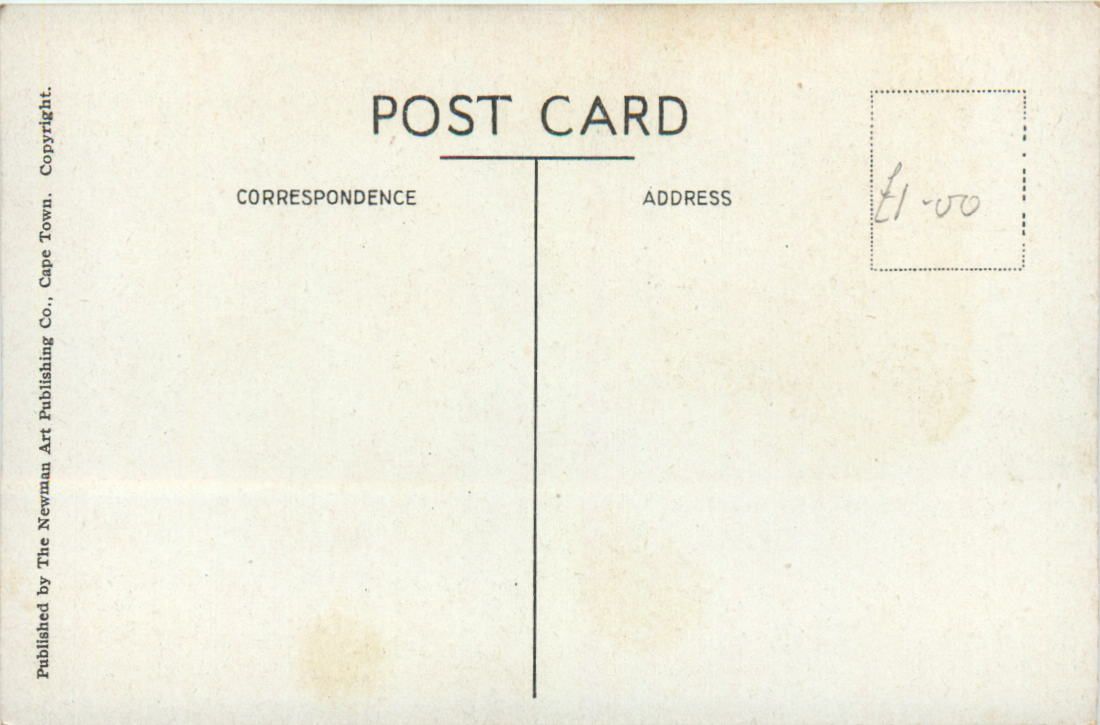 POST CARD
CORRESPONDENCE
ADDRESS
£1-00
Published by The Newman Art Publishing Co., Cape Town. Copyright.